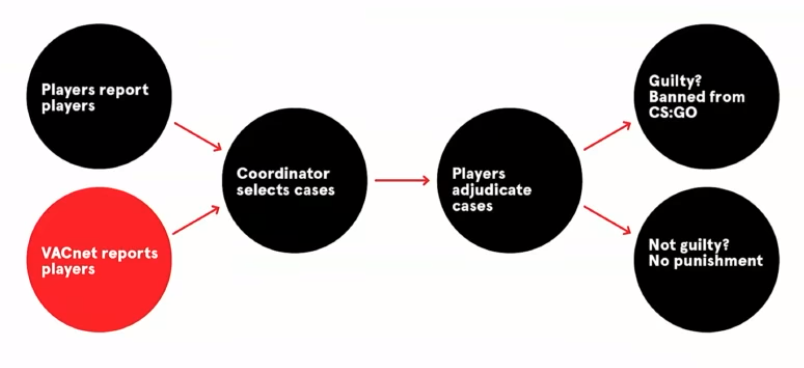 Players report
players
VACnet reports
players
Coordinator
selects cases
Players
adjudicate
cases
Guilty?
Banned from
CS:GO
Not guilty?
No punishment